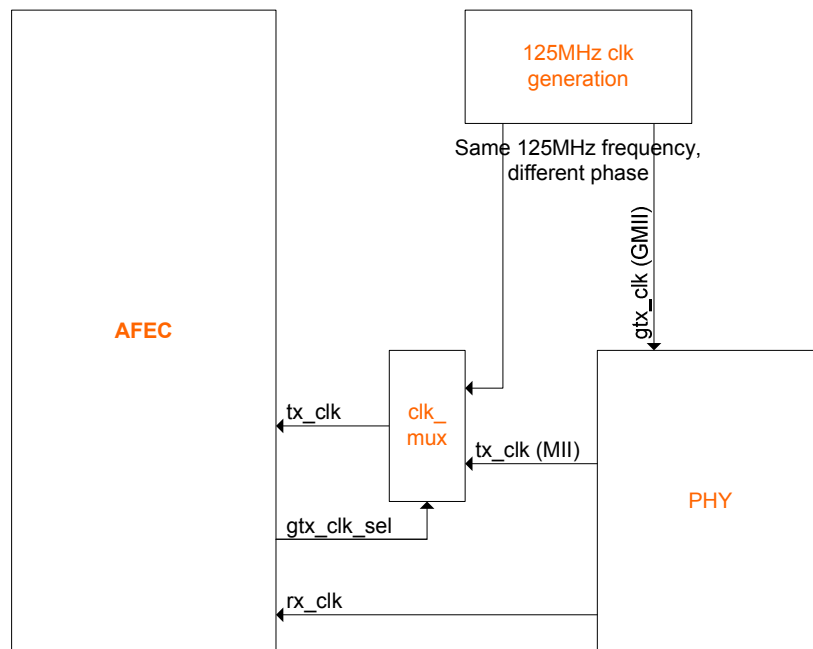 125MHz clk
generation
Same 125MHz frequency,
different phase
gtx_clk (GMII)
AFEC
tx_clk
clk_
mux
tx_clk (MII)
PHY
gtx_clk_sel
rx_clk